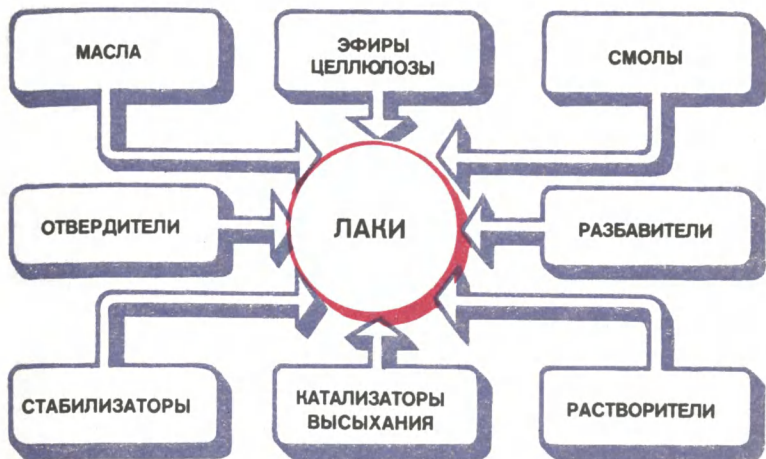 МАСЛА
ЭФИРЫ
ЦЕЛЛЮЛОЗЫ
СМОЛЫ
ОТВЕРДИТЕЛИ
ЛАКИ
РАЗБАВИТЕЛИ
СТАБИЛИЗАТОРЫ
КАТАЛИЗАТОРЫ
ВЫСЫХАНИЯ
РАСТВОРИТЕЛИ